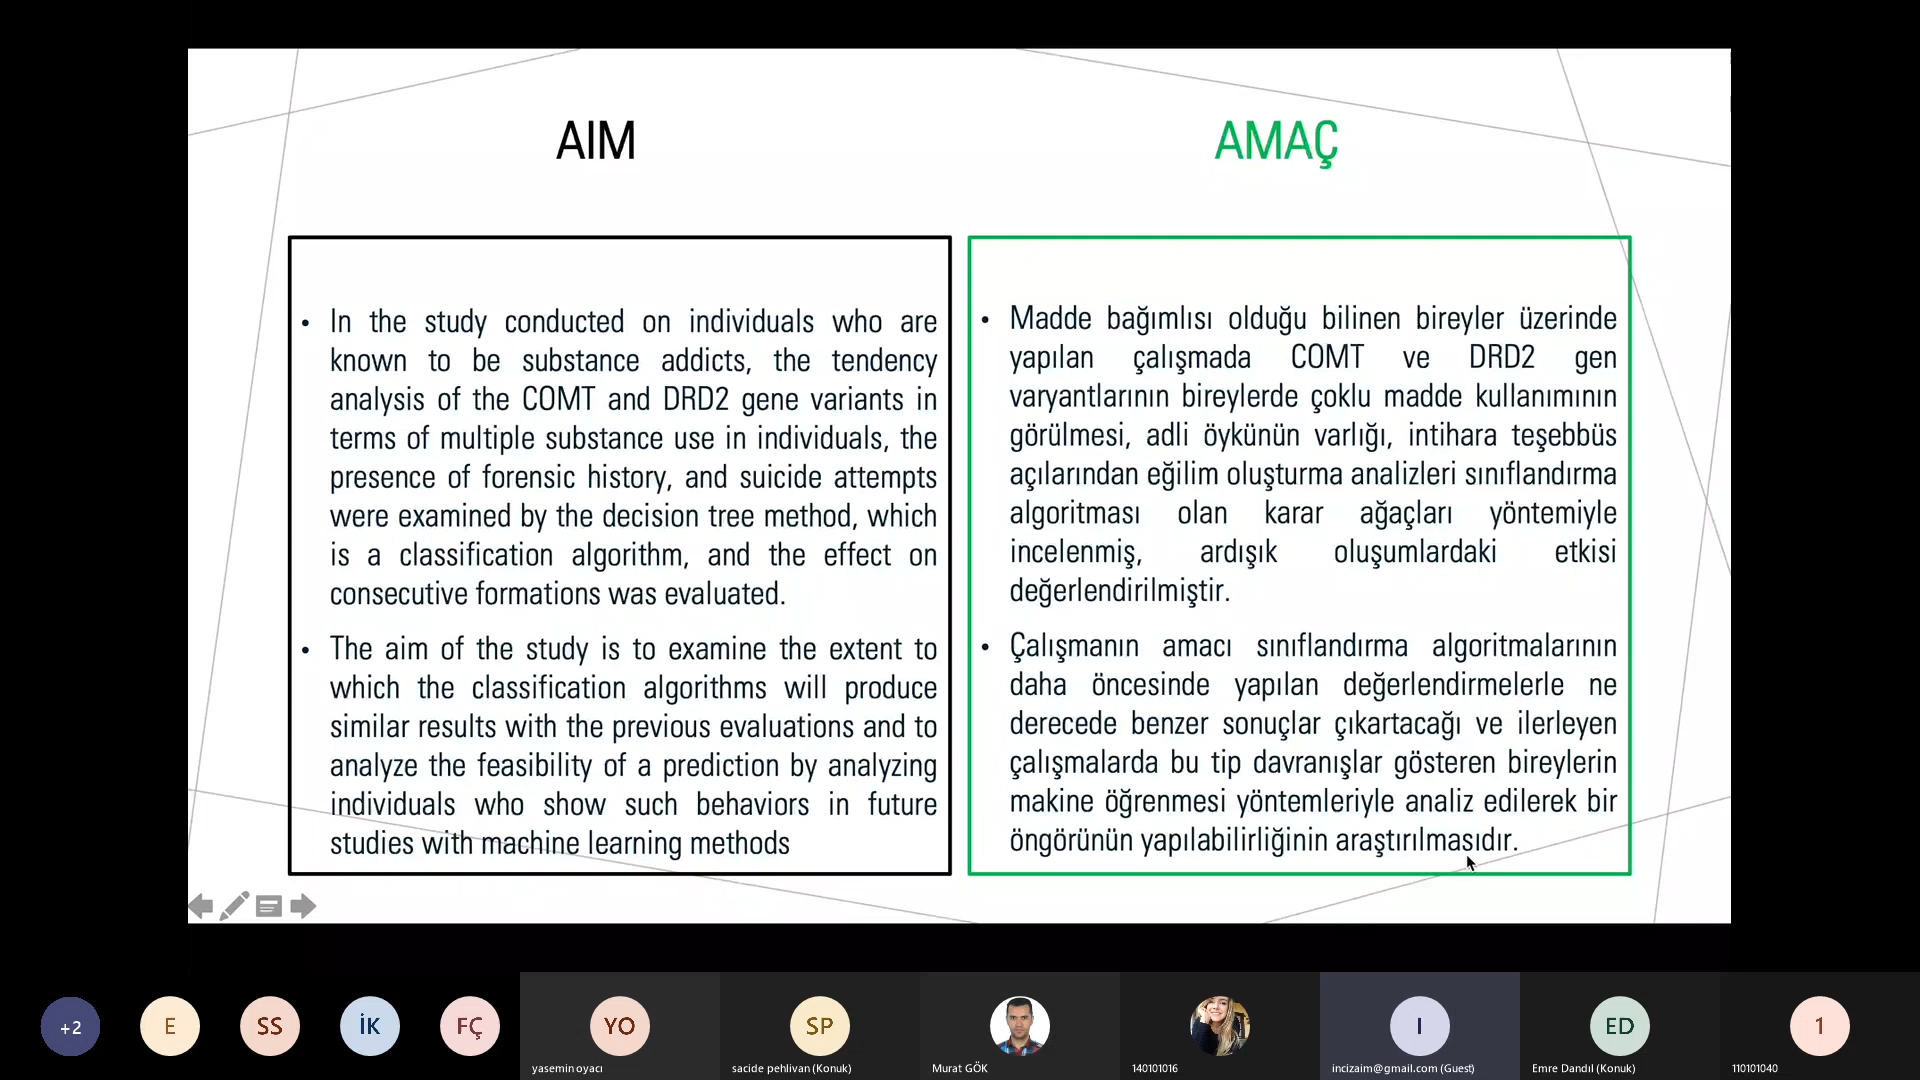 AIM
AMAÇ
• In the study conducted on individuals who are
known to be substance addicts, the tendency
analysis of the COMT and DRD2 gene variants in
terms of multiple substance use in individuals, the
presence of forensic history, and suicide attempts
were examined by the decision tree method, which
is a classification algorithm, and the effect on
consecutive formations was evaluated.
• The aim of the study is to examine the extent to
which the classification algorithms will produce
similar results with the previous evaluations and to
analyze the feasibility of a prediction by analyzing
individuals who show such behaviors in future
studies with machine learning methods
• Madde bağımlısı olduğu bilinen bireyler üzerinde
yapılan çalışmada COMT ve DRD2 gen
varyantlarının bireylerde çoklu madde kullanımının
görülmesi, adli öykünün varlığı, intihara teşebbüs
açılarından eğilim oluşturma analizleri sınıflandırma
algoritması olan karar ağaçları yöntemiyle
incelenmiş, ardışık oluşumlardaki etkisi
değerlendirilmiştir.
• Çalışmanın amacı sınıflandırma algoritmalarının
daha öncesinde yapılan değerlendirmelerle ne
derecede benzer sonuçlar çıkartacağı ve ilerleyen
çalışmalarda bu tip davranışlar gösteren bireylerin
makine öğrenmesi yöntemleriyle analiz edilerek bir
öngörünün yapılabilirliğinin araştırılmasıdır.
+2
E
SS
İK
FÇ
YO
SP
I
ED
1
yasemin oyacı
sacide pehlivan (Konuk)
Murat GÖK
140101016
incizaim@gmail.com (Guest)
Emre Dandıl (Konuk)
110101040